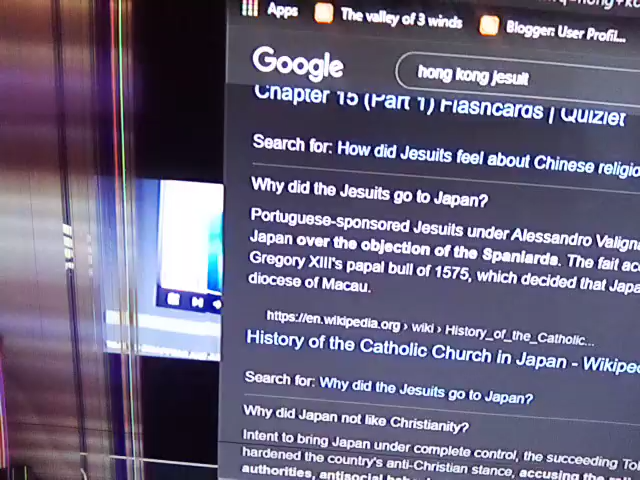 Apps The valley of 3 winds Blogger: User Profil...
Google hong kong jesuit
Chapter 15 (Part 1) Flashcards | Quizlet
Search for: How did Jesuits feel about Chinese religio
Why did the Jesuits go to Japan?
Portuguese-sponsored Jesuits under Alessandro Valign
Japan over the objection of the Spaniards. The fait acc
Gregory XIII's papal bull of 1575, which decided that Japa
diocese of Macau.
https://en.wikipedia.org › wiki › History_of_the_Catholic...
History of the Catholic Church in Japan - Wikiped
Search for: Why did the Jesuits go to Japan?
Why did Japan not like Christianity?
Intent to bring Japan under complete control, the succeeding Tok
hardened the country's anti-Christian stance, accusing the
authorities, antisocial